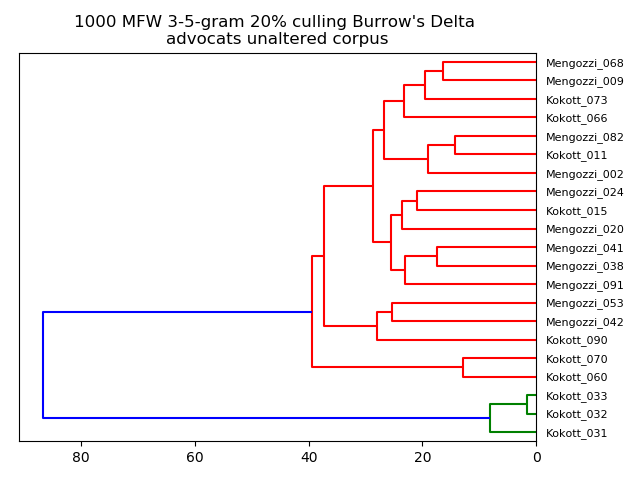 1000 MFW 3-5-gram 20% culling Burrow's Delta
advocats unaltered corpus
Mengozzi_068
Mengozzi_009
Kokott_073
Kokott_066
Mengozzi_082
Kokott_011
Mengozzi_002
Mengozzi_024
Kokott_015
Mengozzi_020
Mengozzi_041
Mengozzi_038
Mengozzi_091
Mengozzi_053
Mengozzi_042
Kokott_090
Kokott_070
Kokott_060
Kokott_033
Kokott_032
Kokott_031
80 60 40 20 0